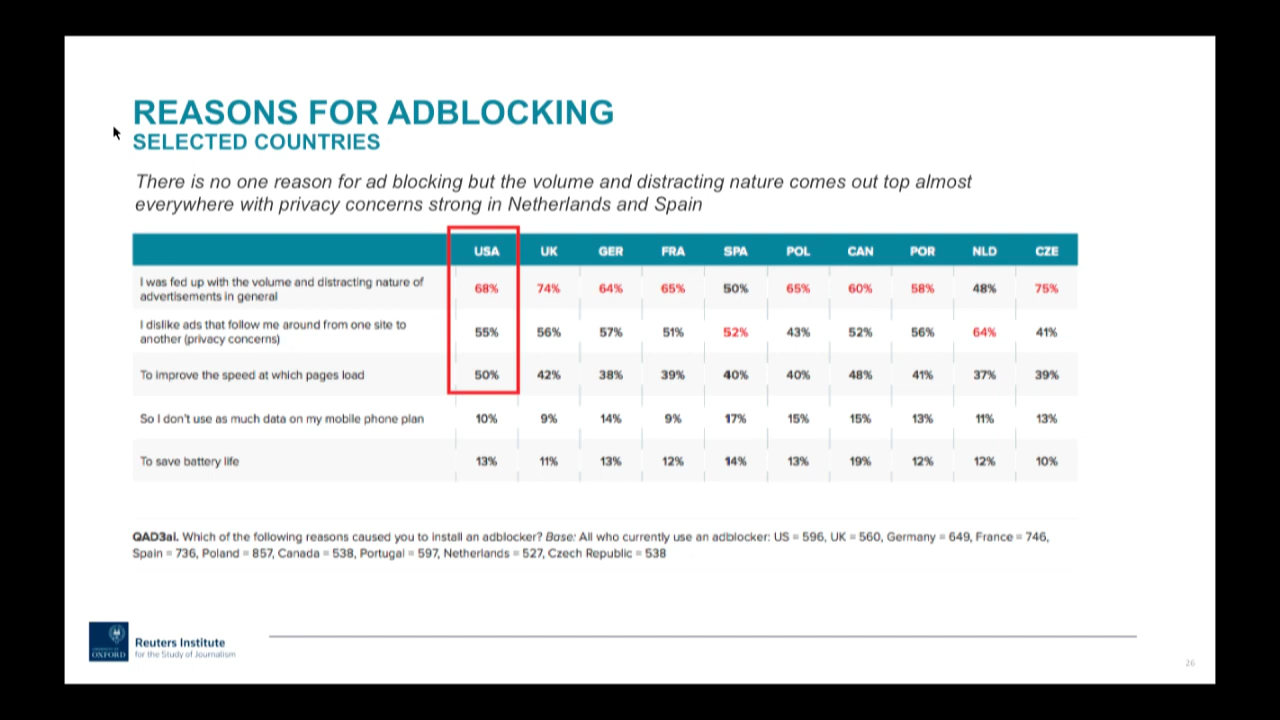 REASONS FOR ADBLOCKING
SELECTED COUNTRIES
There is no one reason for ad blocking but the volume and distracting nature comes out top almost
everywhere with privacy concerns strong in Netherlands and Spain
USA UK GER FRA SPA POL CAN POR NLD CZE
I was fed up with the volume and distracting nature of
advertisements in general
68% 74% 64% 65% 50% 65% 60% 58% 48% 75%
I dislike ads that follow me around from one site to
another (privacy concerns)
55% 56% 57% 51% 52% 43% 52% 56% 64% 41%
To improve the speed at which pages load 50% 42% 38% 39% 40% 40% 48% 41% 37% 39%
So I don't use as much data on my mobile phone plan 10% 9% 14% 9% 17% 15% 15% 13% 11% 13%
To save battery life 13% 11% 13% 12% 14% 13% 19% 12% 12% 10%
QAD3ai. Which of the following reasons caused you to install an adblocker? Base: All who currently use an adblocker: US = 596, UK = 560, Germany = 649, France = 746,
Spain = 736, Poland = 857, Canada = 538, Portugal = 597, Netherlands = 527, Czech Republic = 538
OXFORD
Reuters Institute
for the Study of Journalism
26